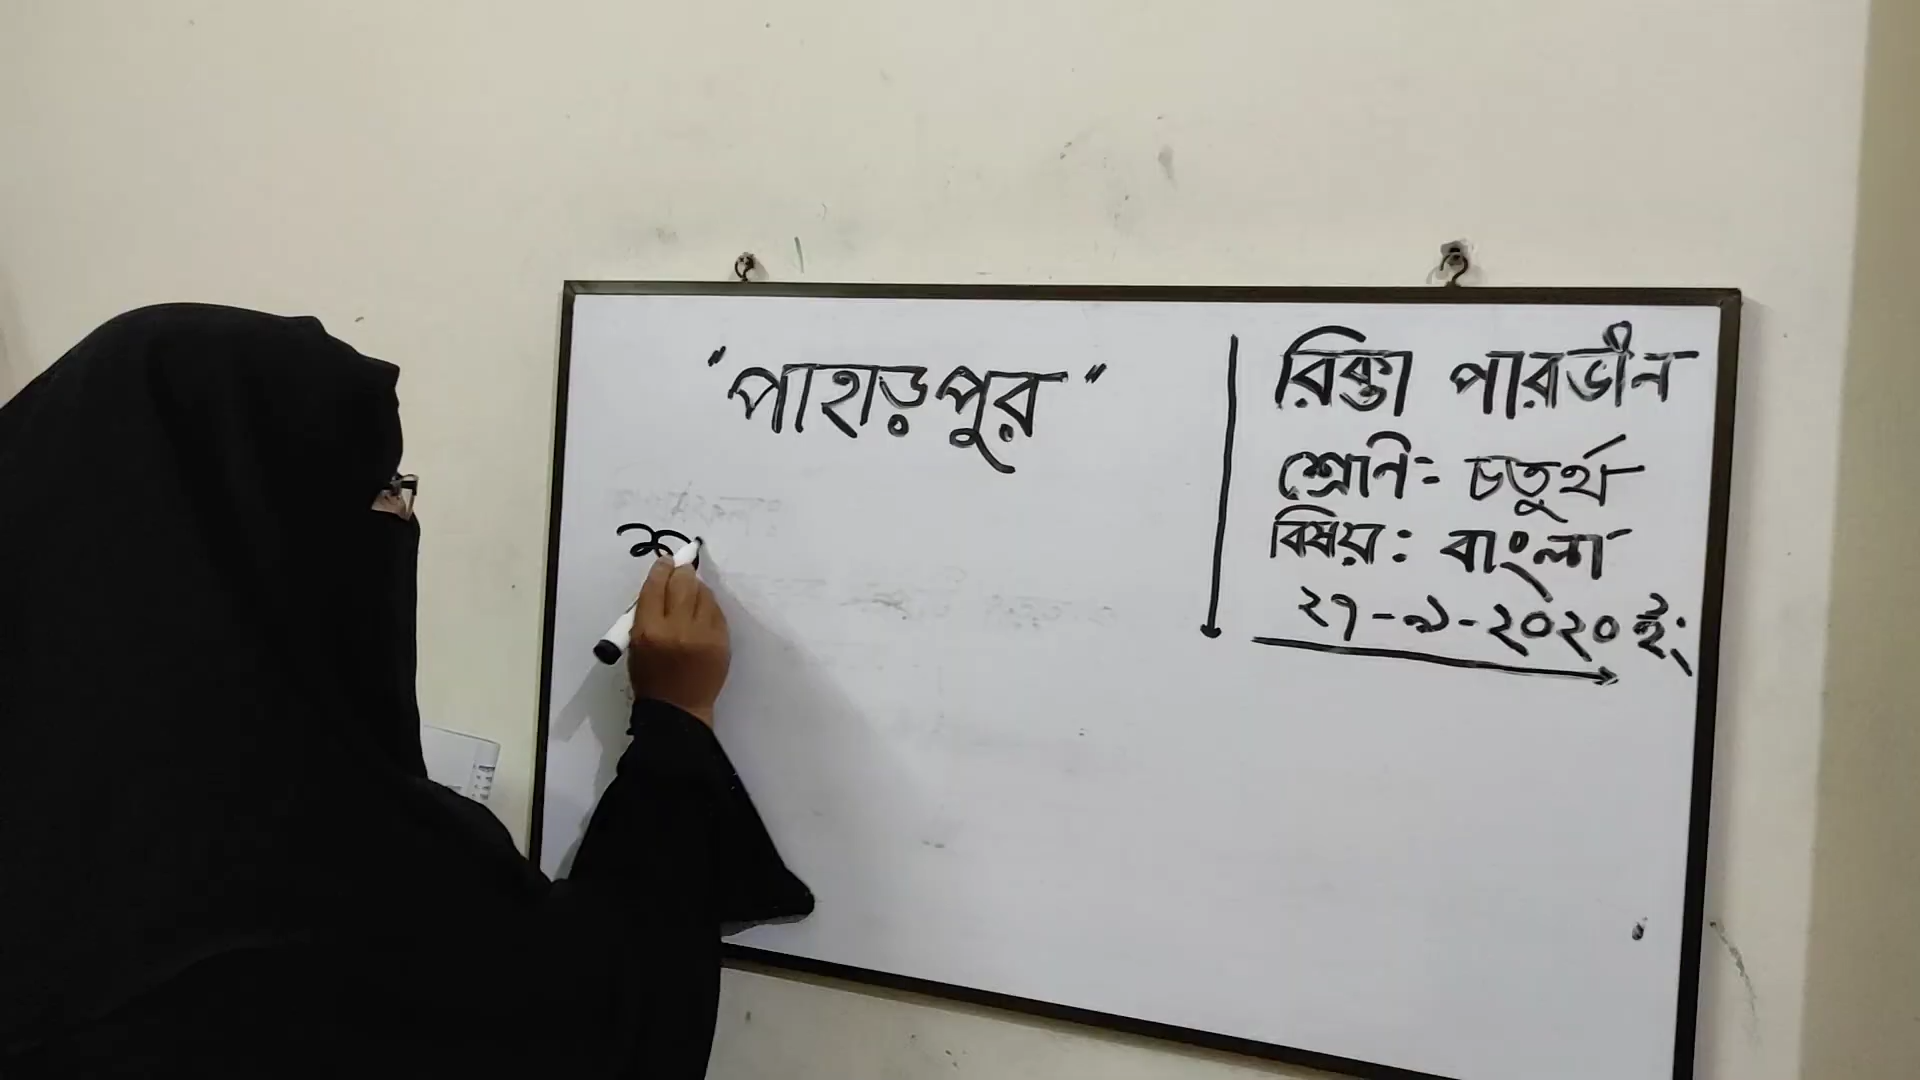 "পাহাড়পুর"
রিক্তা পারভীন
শ্রেণি:- চতুর্থ
বিষয়: বাংলা
২৭-৯-২০২০ ইং